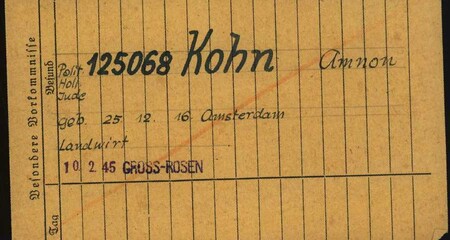 Besondere Vorkommnisse
Befund
Tag
Polit
Holl.
Jude
125068 Kohn Amnon
geb. 25 12. 16 Amsterdam
Landwirt
10. 2. 45 GROSS-ROSEN